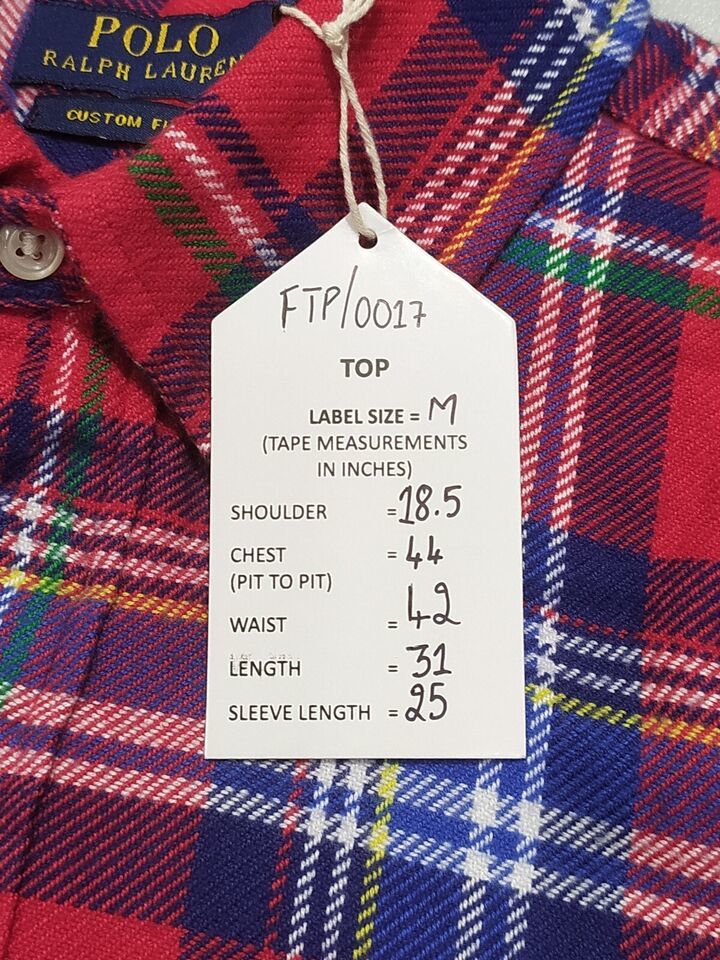 POLO
RALPH LAUREN
CUSTOM
FTP/0017
TOP
LABEL SIZE = M
(TAPE MEASUREMENTS
IN INCHES)
SHOULDER =18.5
CHEST = 44
(PIT TO PIT)
WAIST = 42
LENGTH = 31
SLEEVE LENGTH = 25